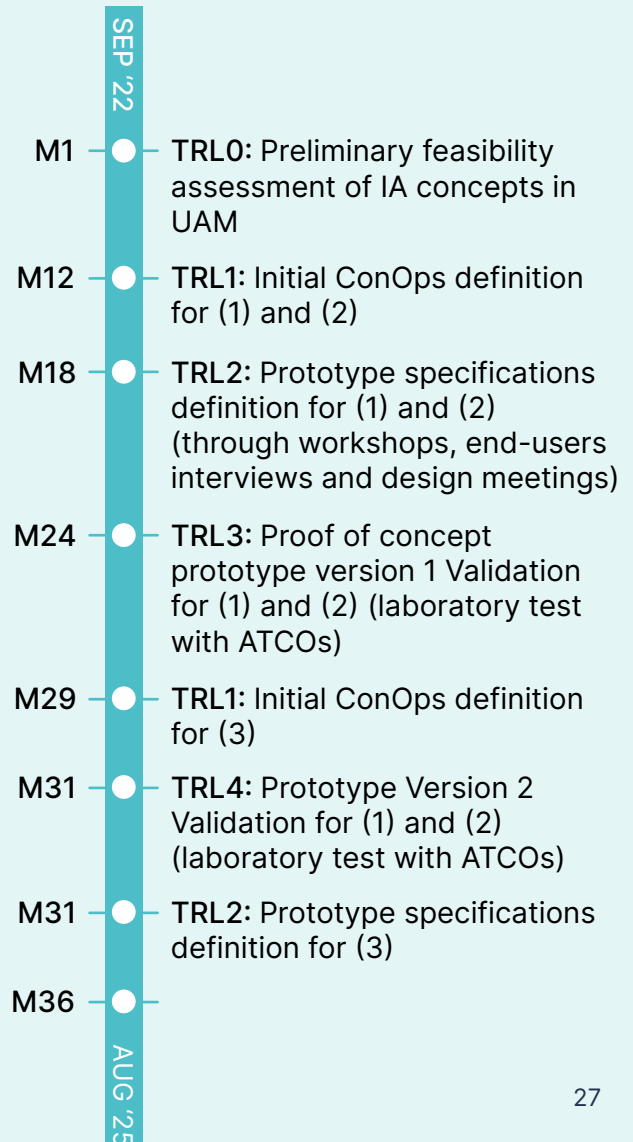 SEP ‘22
M1
TRL0: Preliminary feasibility
assessment of IA concepts in
UAM
M12
TRL1: Initial ConOps definition
for (1) and (2)
M18
TRL2: Prototype specifications
definition for (1) and (2)
(through workshops, end-users
interviews and design meetings)
M24
TRL3: Proof of concept
prototype version 1 Validation
for (1) and (2) (laboratory test
with ATCOs)
M29
TRL1: Initial ConOps definition
for (3)
M31
TRL4: Prototype Version 2
Validation for (1) and (2)
(laboratory test with ATCOs)
M31
TRL2: Prototype specifications
definition for (3)
M36
AUG ‘25
27